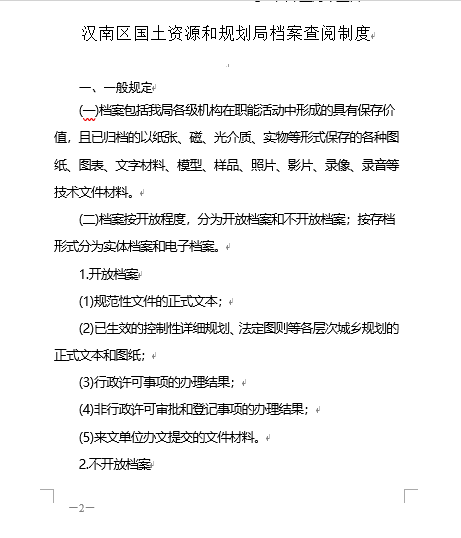 汉南区国土资源和规划局档案查阅制度
一、一般规定
(一)档案包括我局各级机构在职能活动中形成的具有保存价
值，且已归档的以纸张、磁、光介质、实物等形式保存的各种图
纸、图表、文字材料、模型、样品、照片、影片、录像、录音等
技术文件材料。
(二)档案按开放程度，分为开放档案和不开放档案；按存档
形式分为实体档案和电子档案。
1.开放档案
(1)规范性文件的正式文本；
(2)已生效的控制性详细规划、法定图则等各层次城乡规划的
正式文本和图纸；
(3)行政许可事项的办理结果；
(4)非行政许可审批和登记事项的办理结果；
(5)来文单位办文提交的文件材料。
2.不开放档案
—2—